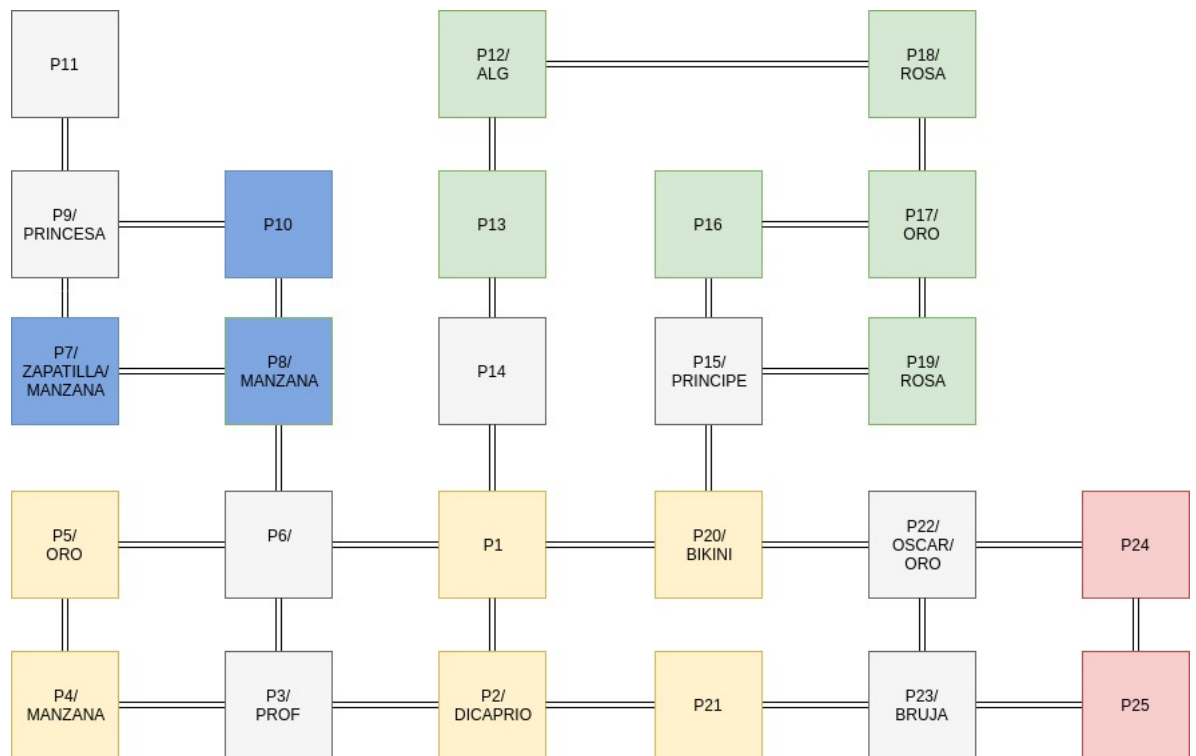 P11
P12/
ALG
P18/
ROSA
P9/
PRINCESA
P10
P13
P16
P17/
ORO
P7/
ZAPATILLA/
MANZANA
P8/
MANZANA
P14
P15/
PRINCIPE
P19/
ROSA
P5/
ORO
P6/
P1
P20/
BIKINI
P22/
OSCAR/
ORO
P24
P4/
MANZANA
P3/
PROF
P2/
DICAPRIO
P21
P23/
BRUJA
P25